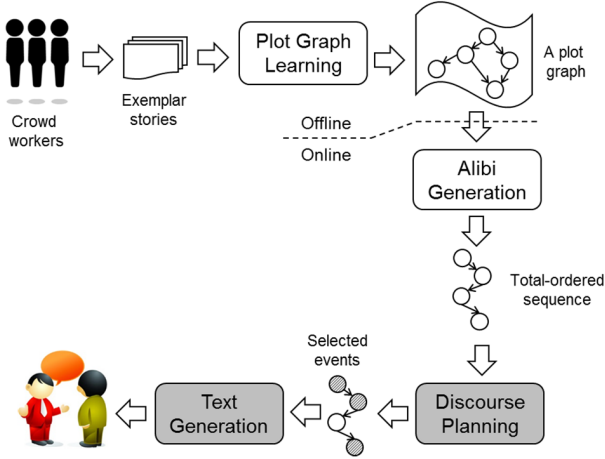 Crowd
workers
Exemplar
stories
Plot Graph
Learning
A plot
graph
Offline
Online
Alibi
Generation
Total-ordered
sequence
Discourse
Planning
Selected
events
Text
Generation